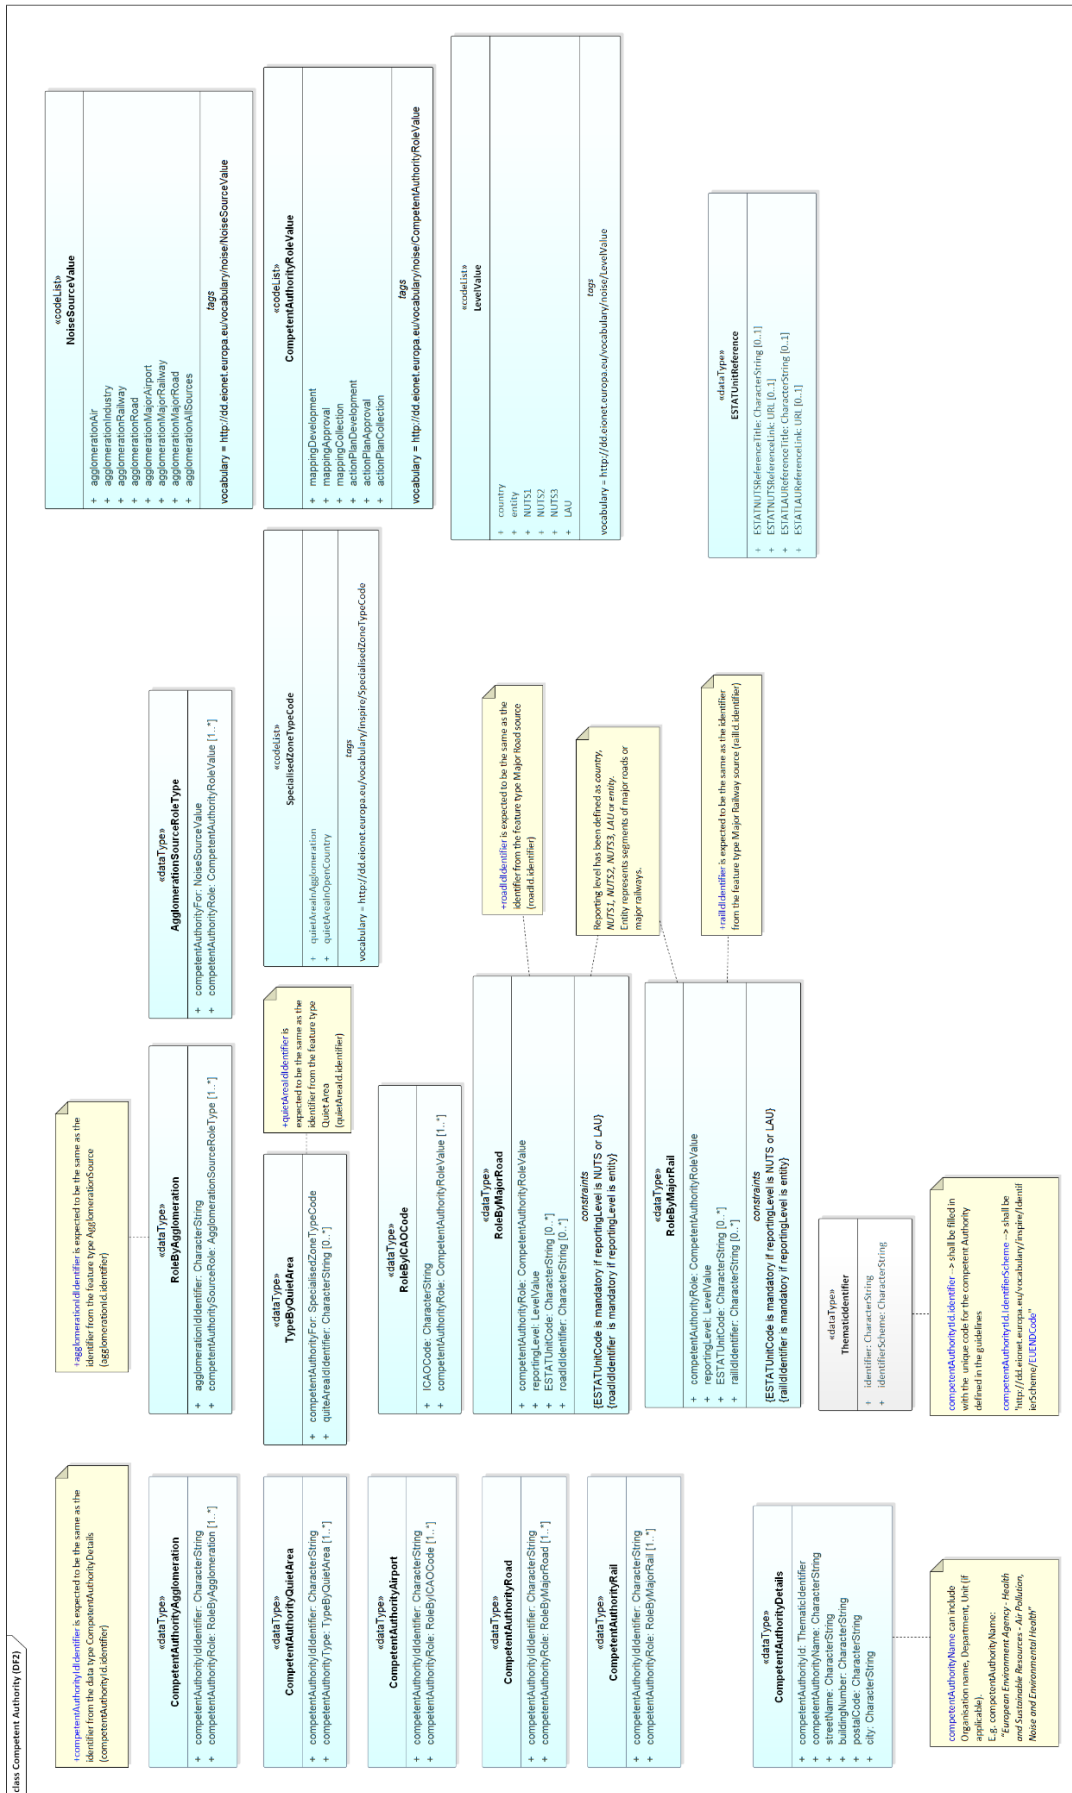 class Competent Authority (DF2)
+competentAuthorityIdIdentifier is expected to be the same as the
identifier from the data type CompetentAuthorityDetails
(competentAuthorityId.identifier)
«dataType»
CompetentAuthorityAgglomeration
+ competentAuthorityIdIdentifier: CharacterString
+ competentAuthorityRole: RoleByAgglomeration [1..*]
«dataType»
CompetentAuthorityQuietArea
+ competentAuthorityIdIdentifier: CharacterString
+ competentAuthorityType: TypeByQuietArea [1..*]
«dataType»
CompetentAuthorityAirport
+ competentAuthorityIdIdentifier: CharacterString
+ competentAuthorityRole: RoleByICAOCode [1..*]
«dataType»
CompetentAuthorityRoad
+ competentAuthorityIdIdentifier: CharacterString
+ competentAuthorityRole: RoleByMajorRoad [1..*]
«dataType»
CompetentAuthorityRail
+ competentAuthorityIdIdentifier: CharacterString
+ competentAuthorityRole: RoleByMajorRail [1..*]
«dataType»
CompetentAuthorityDetails
+ competentAuthorityId: ThematicIdentifier
+ competentAuthorityName: CharacterString
+ streetName: CharacterString
+ buildingNumber: CharacterString
+ postalCode: CharacterString
+ city: CharacterString
competentAuthorityName can include
Organisation name, Department, Unit (if
applicable).
E.g. competentAuthorityName:
"European Environment Agency - Health
and Sustainable Resources - Air Pollution,
Noise and Environmental Health"
+agglomerationIdIdentifier is expected to be the same as the
identifier from the feature type AgglomerationSource
(agglomerationId.identifier)
«dataType»
RoleByAgglomeration
+ agglomerationIdIdentifier: CharacterString
+ competentAuthoritySourceRole: AgglomerationSourceRoleType [1..*]
«dataType»
TypeByQuietArea
+ competentAuthorityFor: SpecialisedZoneTypeCode
+ quiteAreaIdIdentifier: CharacterString [0..*]
+quietAreaIdIdentifier is
expected to be the same as the
identifier from the feature type
Quiet Area
(quietAreaId.identifier)
«dataType»
RoleByICAOCode
+ ICAOCode: CharacterString
+ competentAuthorityRole: CompetentAuthorityRoleValue [1..*]
«dataType»
RoleByMajorRoad
+ competentAuthorityRole: CompetentAuthorityRoleValue
+ reportingLevel: LevelValue
+ ESTATUnitCode: CharacterString [0..*]
+ roadIdIdentifier: CharacterString [0..*]
constraints
{ESTATUnitCode is mandatory if reportingLevel is NUTS or LAU}
{roadIdIdentifier is mandatory if reportingLevel is entity}
«dataType»
RoleByMajorRail
+ competentAuthorityRole: CompetentAuthorityRoleValue
+ reportingLevel: LevelValue
+ ESTATUnitCode: CharacterString [0..*]
+ railIdIdentifier: CharacterString [0..*]
constraints
{ESTATUnitCode is mandatory if reportingLevel is NUTS or LAU}
{railIdIdentifier is mandatory if reportingLevel is entity}
«dataType»
ThematicIdentifier
+ identifier: CharacterString
+ identifierScheme: CharacterString
competentAuthorityId.identifier --> shall be filled in
with the unique code for the competent Authority
defined in the guidelines
competentAuthorityId.IdentifierScheme --> shall be
'http://dd.eionet.europa.eu/vocabulary/inspire/Identif
ierScheme/EUENDCode"
«dataType»
AgglomerationSourceRoleType
+ competentAuthorityFor: NoiseSourceValue
+ competentAuthorityRole: CompetentAuthorityRoleValue [1..*]
«codeList»
SpecialisedZoneTypeCode
+ quietAreaInAgglomeration
+ quietAreaInOpenCountry
tags
vocabulary = http://dd.eionet.europa.eu/vocabulary/inspire/SpecialisedZoneTypeCode
+roadIdIdentifier is expected to be the same as the
identifier from the feature type Major Road source
(roadId.identifier)
Reporting level has been defined as country,
NUTS1, NUTS2, NUTS3, LAU or entity.
Entity represents segments of major roads or
major railways.
+railIdIdentifier is expected to be the same as the identifier
from the feature type Major Railway source (railId.identifier)
«codeList»
NoiseSourceValue
+ agglomerationAir
+ agglomerationIndustry
+ agglomerationRailway
+ agglomerationRoad
+ agglomerationMajorAirport
+ agglomerationMajorRailway
+ agglomerationMajorRoad
+ agglomerationAllSources
tags
vocabulary = http://dd.eionet.europa.eu/vocabulary/noise/NoiseSourceValue
«codeList»
CompetentAuthorityRoleValue
+ mappingDevelopment
+ mappingApproval
+ mappingCollection
+ actionPlanDevelopment
+ actionPlanApproval
+ actionPlanCollection
tags
vocabulary = http://dd.eionet.europa.eu/vocabulary/noise/CompetentAuthorityRoleValue
«codeList»
LevelValue
+ country
+ entity
+ NUTS1
+ NUTS2
+ NUTS3
+ LAU
tags
vocabulary = http://dd.eionet.europa.eu/vocabulary/noise/LevelValue
«dataType»
ESTATUnitReference
+ ESTATNUTSReferenceTitle: CharacterString [0..1]
+ ESTATNUTSReferenceLink: URL [0..1]
+ ESTATLAUReferenceTitle: CharacterString [0..1]
+ ESTATLAUReferenceLink: URL [0..1]